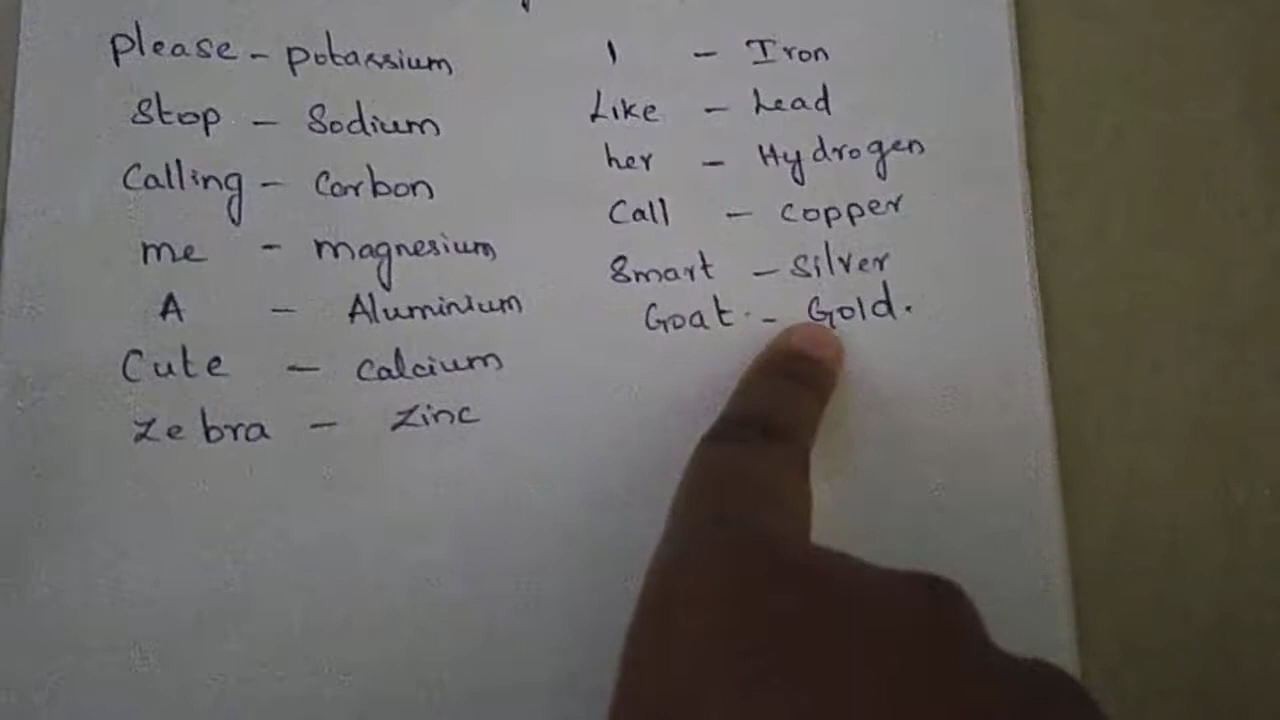 please - potassium
Stop - Sodium
Calling - Carbon
me - magnesium
A - Aluminium
Cute - Calcium
Zebra - Zinc
I - Iron
Like - Lead
her - Hydrogen
Call - copper
Smart - Silver
Goat - Gold.